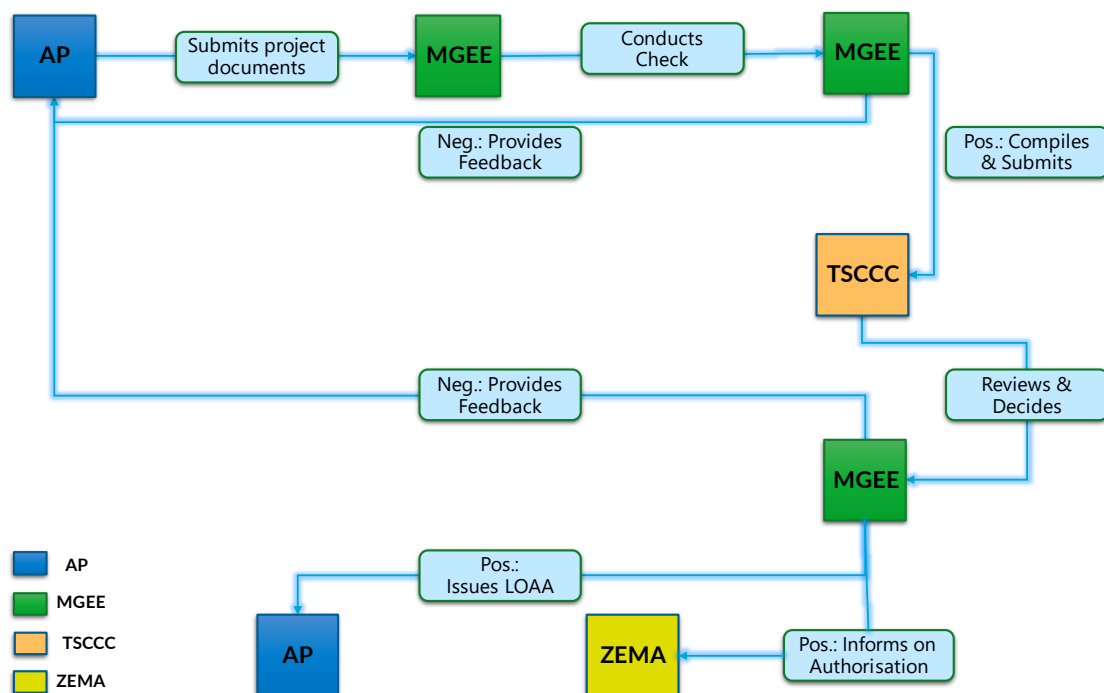 AP
Submits project
documents
MGEE
Conducts
Check
MGEE
Neg.: Provides
Feedback
Pos.: Compiles
& Submits
TSCCC
Neg.: Provides
Feedback
Reviews &
Decides
MGEE
Pos.:
Issues LOAA
AP
ZEMA
Pos.: Informs on
Authorisation
AP
MGEE
TSCCC
ZEMA